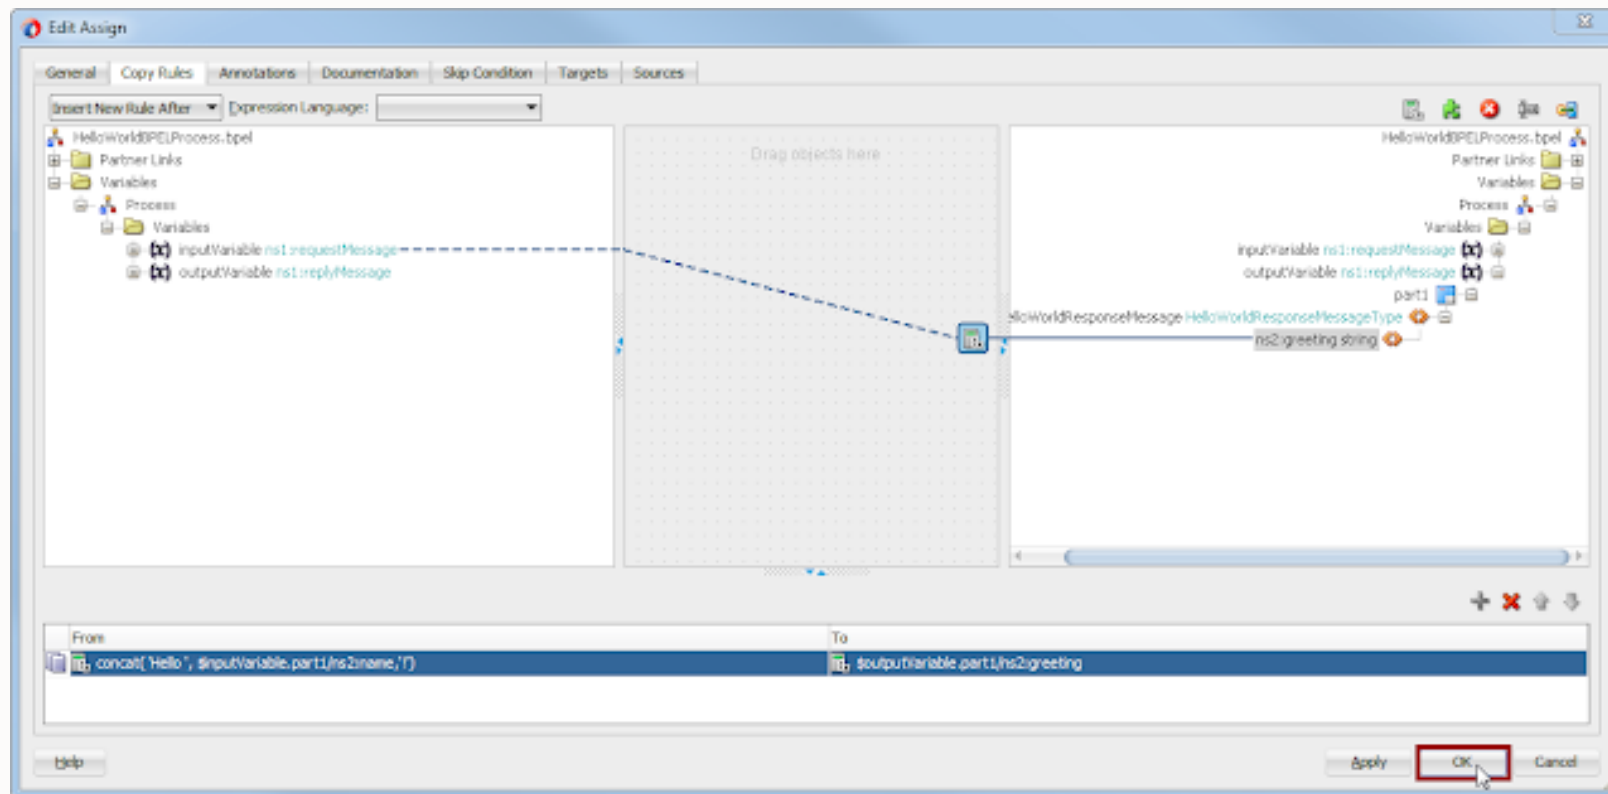 Edit Assign
General Copy Rules Annotations Documentation Skip Condition Targets Sources
Insert New Rule After Expression Language:
HelloWorldBPELProcess.bpel
Partner Links
Variables
Process
Variables
inputVariable ns1:requestMessage
outputVariable ns1:replyMessage
Drag objects here
HelloWorldBPELProcess.bpel
Partner Links
Variables
Process
Variables
inputVariable ns1:requestMessage
outputVariable ns1:replyMessage
part1
elloWorldResponseMessage HelloWorldResponseMessageType
ns2:greeting string
From To
concat( 'Hello ', $inputVariable.part1/ns2:name,'!') $outputVariable.part1/ns2:greeting
Help Apply OK Cancel